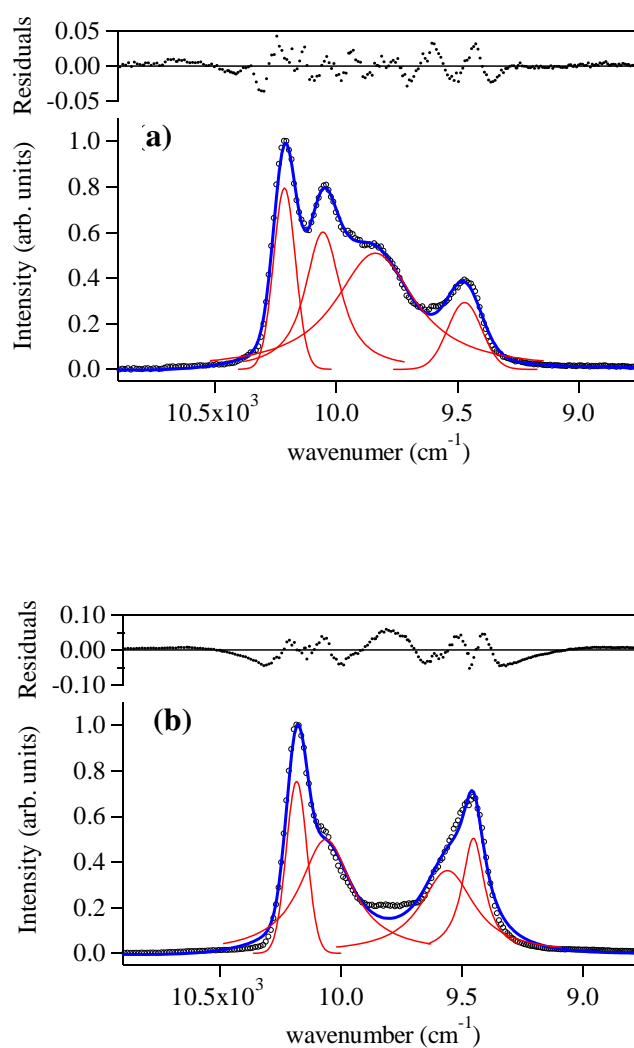 Residuals
0.05
0.00
-0.05
(a)
Intensity (arb. units)
1.0
0.8
0.6
0.4
0.2
0.0
10.5x10³
10.0
9.5
9.0
wavenumer (cm⁻¹)
Residuals
0.10
0.00
-0.10
(b)
Intensity (arb. units)
1.0
0.8
0.6
0.4
0.2
0.0
10.5x10³
10.0
9.5
9.0
wavenumber (cm⁻¹)